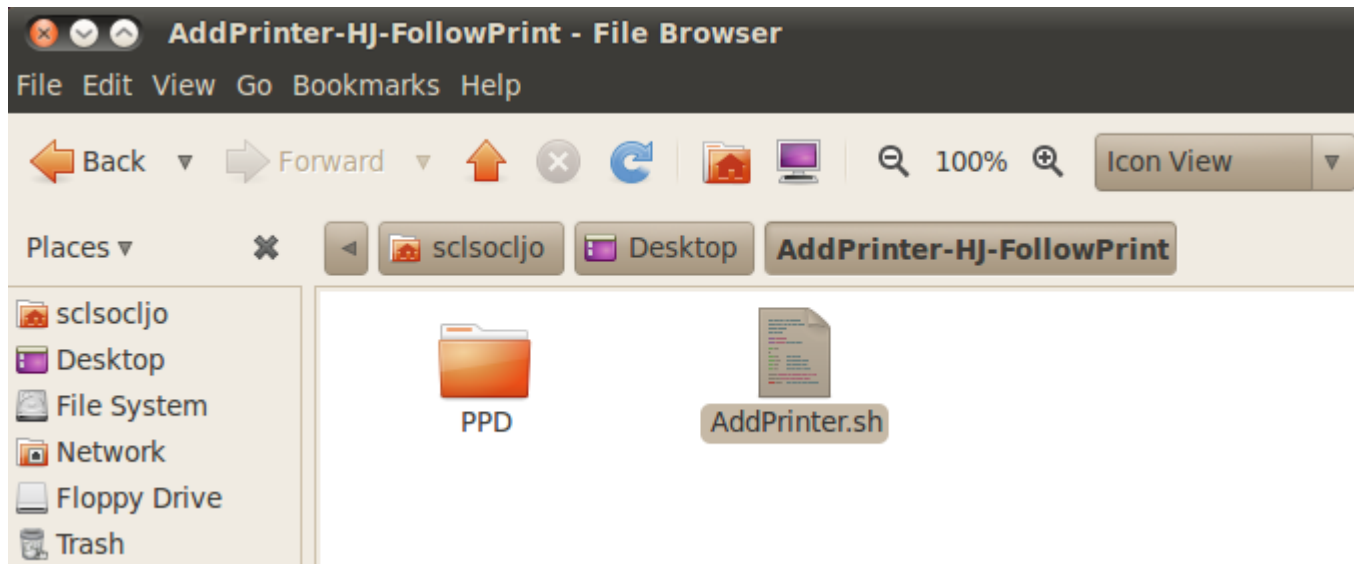 AddPrinter-HJ-FollowPrint - File Browser
File Edit View Go Bookmarks Help
Back Forward 100% Icon View
Places sclsocljo Desktop AddPrinter-HJ-FollowPrint
sclsocljo
Desktop
File System
Network
Floppy Drive
Trash
PPD AddPrinter.sh